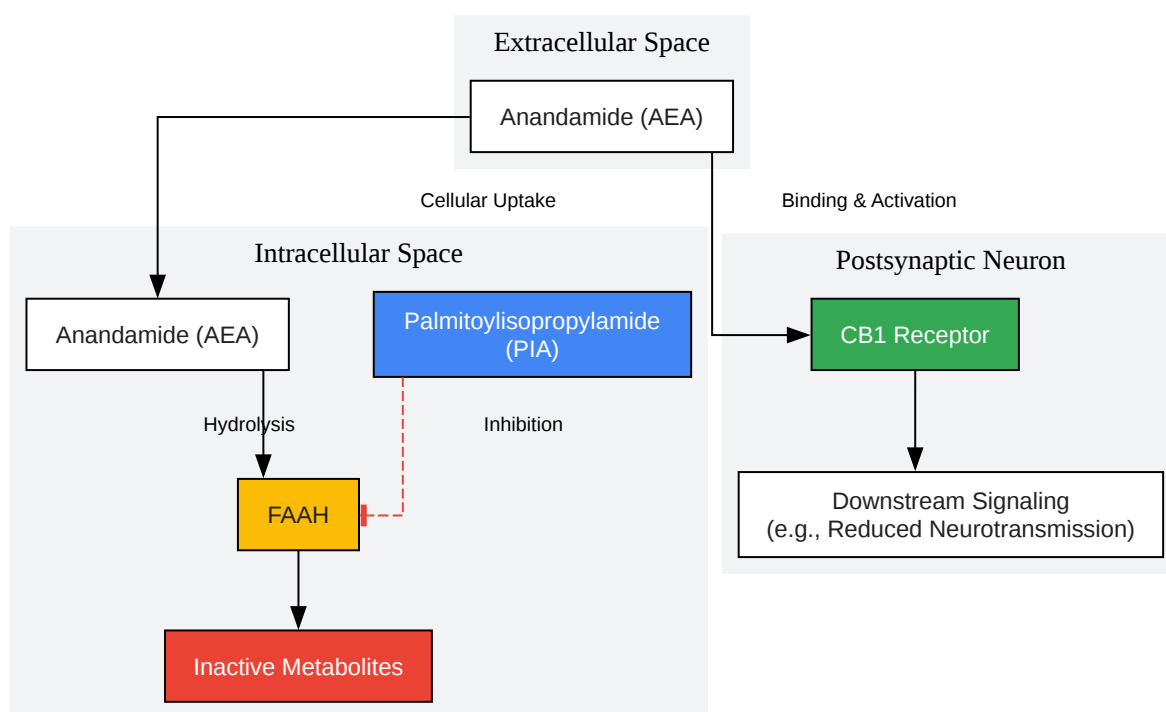 Extracellular Space
Anandamide (AEA)
Cellular Uptake
Binding & Activation
Intracellular Space
Postsynaptic Neuron
Anandamide (AEA)
Palmitoylisopropylamide
(PIA)
CB1 Receptor
Hydrolysis
Inhibition
FAAH
Downstream Signaling
(e.g., Reduced Neurotransmission)
Inactive Metabolites